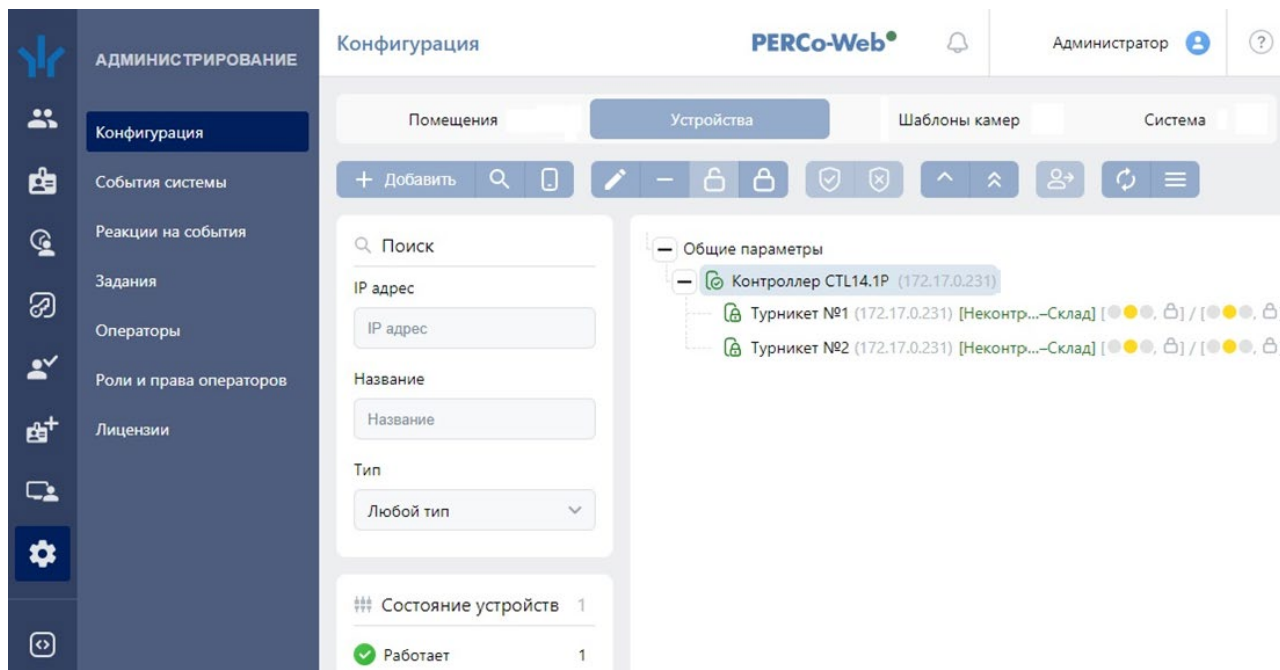 АДМИНИСТРИРОВАНИЕ
Конфигурация
События системы
Реакции на события
Задания
Операторы
Роли и права операторов
Лицензии
Конфигурация
PERCo-Web
Администратор
?
Помещения
Устройства
Шаблоны камер
Система
+ Добавить
Поиск
IP адрес
IP адрес
Название
Название
Тип
Любой тип
Состояние устройств 1
Работает 1
Общие параметры
Контроллер CTL14.1P (172.17.0.231)
Турникет №1 (172.17.0.231) [Неконтр...–Склад]
Турникет №2 (172.17.0.231) [Неконтр...–Склад]